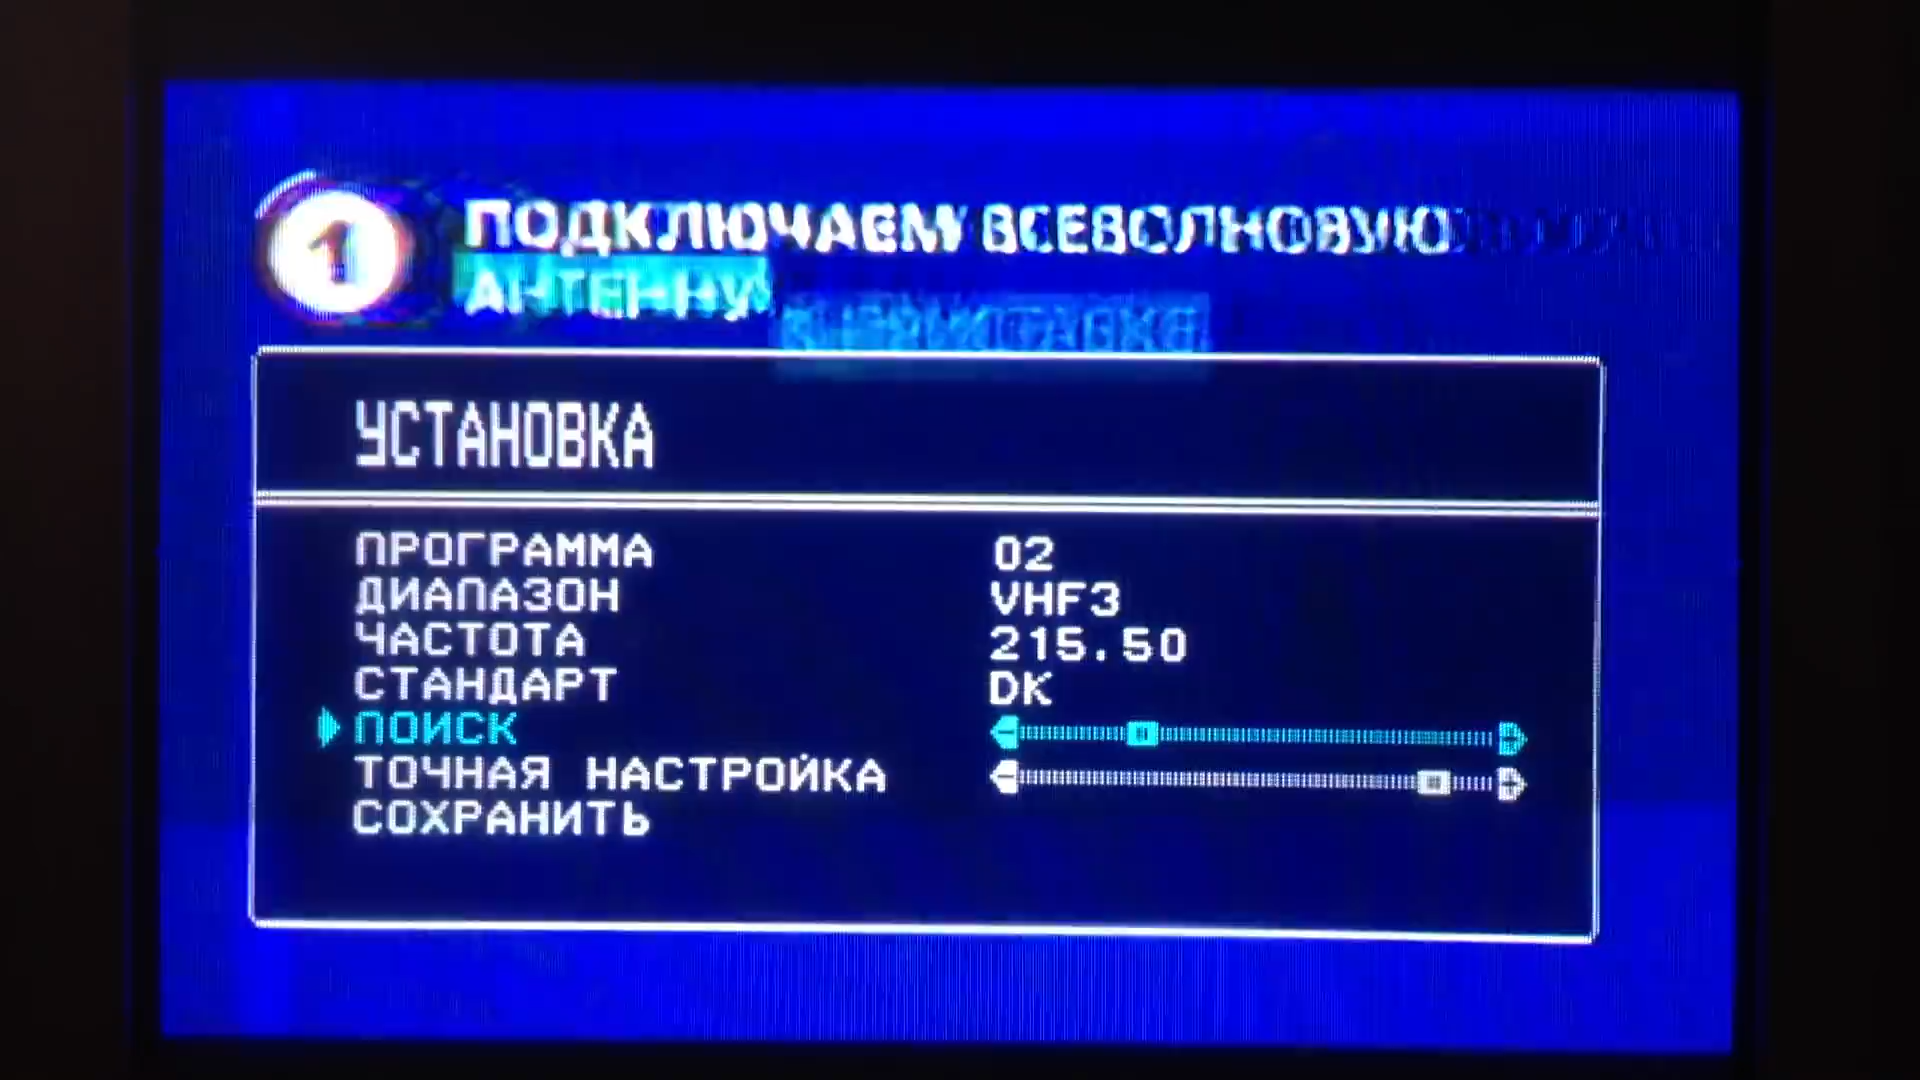 1
ПОДКЛЮЧАЕМ ВСЕВОЛНОВУЮ
АНТЕННУ
УСТАНОВКА
ПРОГРАММА 02
ДИАПАЗОН VHF3
ЧАСТОТА 215.50
СТАНДАРТ DK
ПОИСК
ТОЧНАЯ НАСТРОЙКА
СОХРАНИТЬ